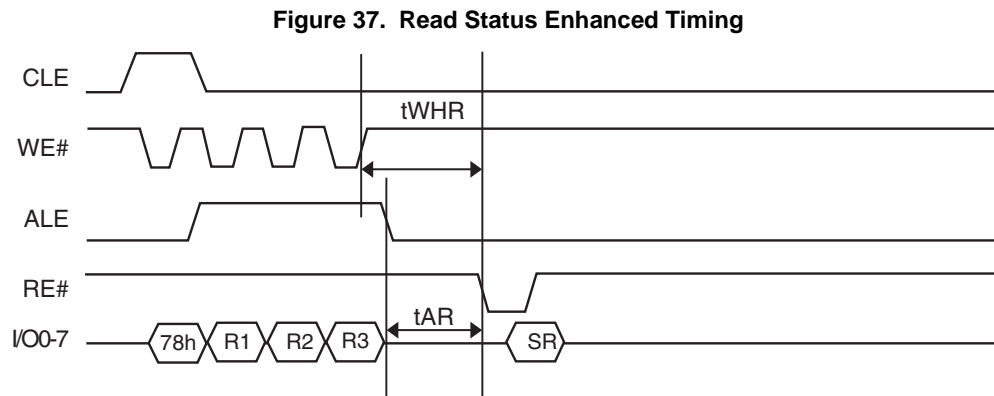 Figure 37. Read Status Enhanced Timing
CLE
tWHR
WE#
ALE
RE#
tAR
I/O0-7
78h R1 R2 R3 SR